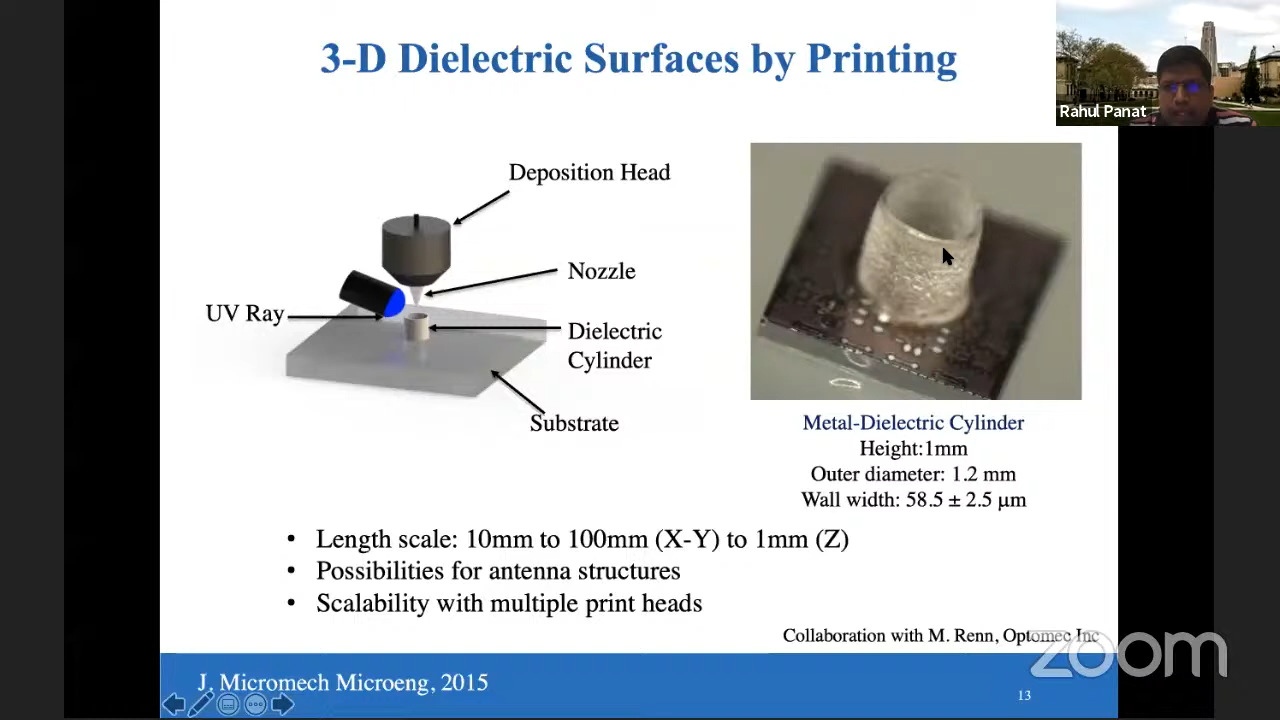 3-D Dielectric Surfaces by Printing
Rahul Panat
Deposition Head
Nozzle
UV Ray
Dielectric
Cylinder
Substrate
Metal-Dielectric Cylinder
Height:1mm
Outer diameter: 1.2 mm
Wall width: 58.5 ± 2.5 µm
• Length scale: 10mm to 100mm (X-Y) to 1mm (Z)
• Possibilities for antenna structures
• Scalability with multiple print heads
Collaboration with M. Renn, Optomec Inc
zoom
J. Micromech Microeng, 2015
13